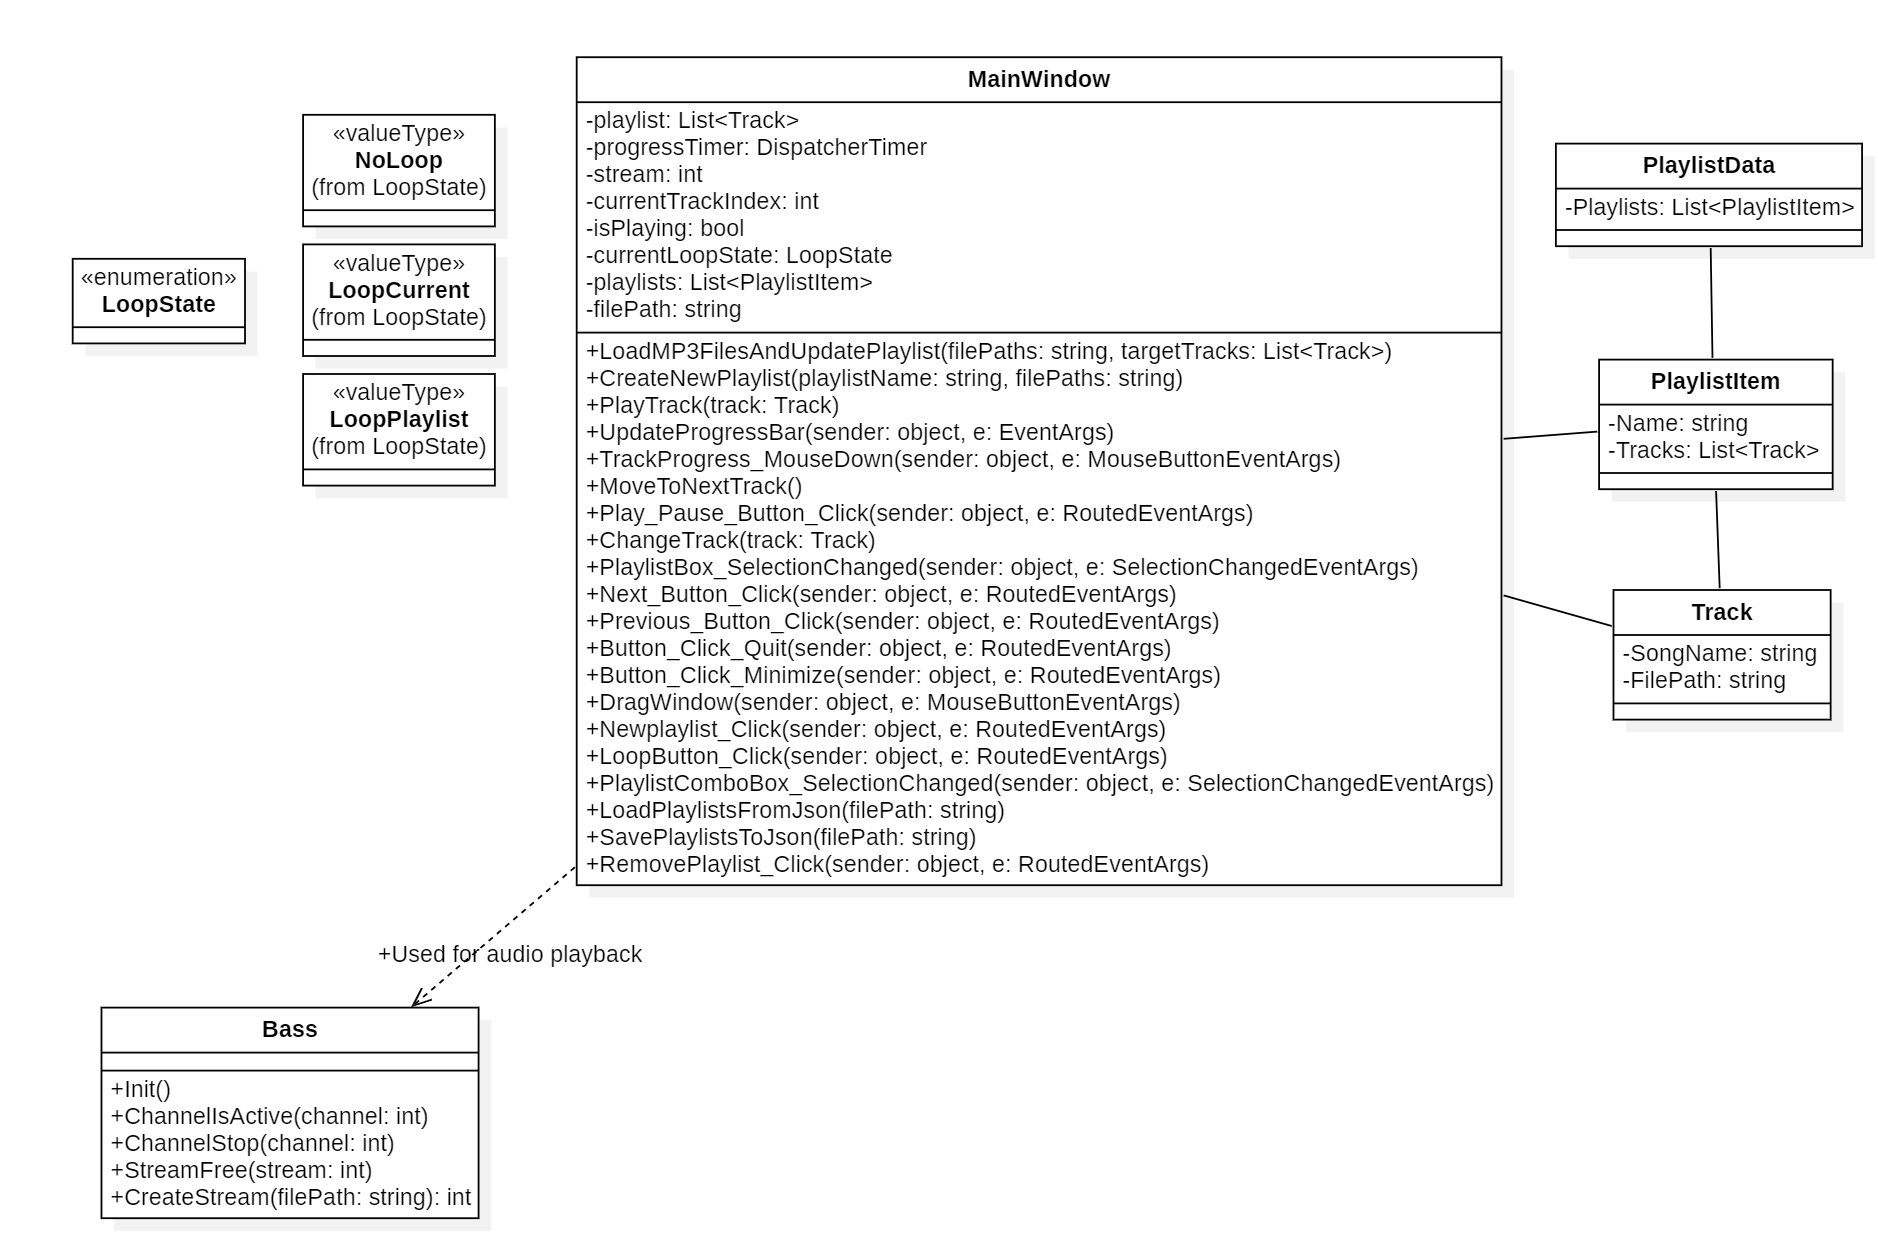 MainWindow
-playlist: List<Track>
-progressTimer: DispatcherTimer
-stream: int
-currentTrackIndex: int
-isPlaying: bool
-currentLoopState: LoopState
-playlists: List<PlaylistItem>
-filePath: string
+LoadMP3FilesAndUpdatePlaylist(filePaths: string, targetTracks: List<Track>)
+CreateNewPlaylist(playlistName: string, filePaths: string)
+PlayTrack(track: Track)
+UpdateProgressBar(sender: object, e: EventArgs)
+TrackProgress_MouseDown(sender: object, e: MouseButtonEventArgs)
+MoveToNextTrack()
+Play_Pause_Button_Click(sender: object, e: RoutedEventArgs)
+ChangeTrack(track: Track)
+PlaylistBox_SelectionChanged(sender: object, e: SelectionChangedEventArgs)
+Next_Button_Click(sender: object, e: RoutedEventArgs)
+Previous_Button_Click(sender: object, e: RoutedEventArgs)
+Button_Click_Quit(sender: object, e: RoutedEventArgs)
+Button_Click_Minimize(sender: object, e: RoutedEventArgs)
+DragWindow(sender: object, e: MouseButtonEventArgs)
+Newplaylist_Click(sender: object, e: RoutedEventArgs)
+LoopButton_Click(sender: object, e: RoutedEventArgs)
+PlaylistComboBox_SelectionChanged(sender: object, e: SelectionChangedEventArgs)
+LoadPlaylistsFromJson(filePath: string)
+SavePlaylistsToJson(filePath: string)
+RemovePlaylist_Click(sender: object, e: RoutedEventArgs)
«valueType»
NoLoop
(from LoopState)
«valueType»
LoopCurrent
(from LoopState)
«valueType»
LoopPlaylist
(from LoopState)
«enumeration»
LoopState
PlaylistData
-Playlists: List<PlaylistItem>
PlaylistItem
-Name: string
-Tracks: List<Track>
Track
-SongName: string
-FilePath: string
+Used for audio playback
Bass
+Init()
+ChannelIsActive(channel: int)
+ChannelStop(channel: int)
+StreamFree(stream: int)
+CreateStream(filePath: string): int